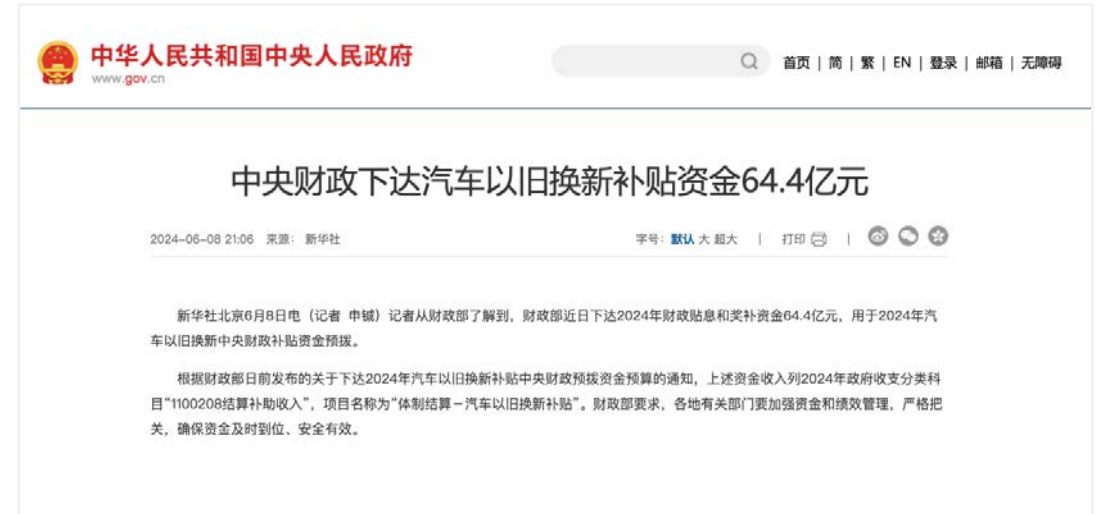 中华人民共和国中央人民政府
www.gov.cn
首页 | 简 | 繁 | EN | 登录 | 邮箱 | 无障碍
中央财政下达汽车以旧换新补贴资金64.4亿元
2024-06-08 21:06 来源： 新华社 字号：默认 大 超大 | 打印 |
新华社北京6月8日电（记者 申铖）记者从财政部了解到，财政部近日下达2024年财政贴息和奖补资金64.4亿元，用于2024年汽
车以旧换新中央财政补贴资金预拨。
根据财政部日前发布的关于下达2024年汽车以旧换新补贴中央财政预拨资金预算的通知，上述资金收入列2024年政府收支分类科
目“1100208结算补助收入”，项目名称为“体制结算－汽车以旧换新补贴”。财政部要求，各地有关部门要加强资金和绩效管理，严格把
关，确保资金及时到位、安全有效。